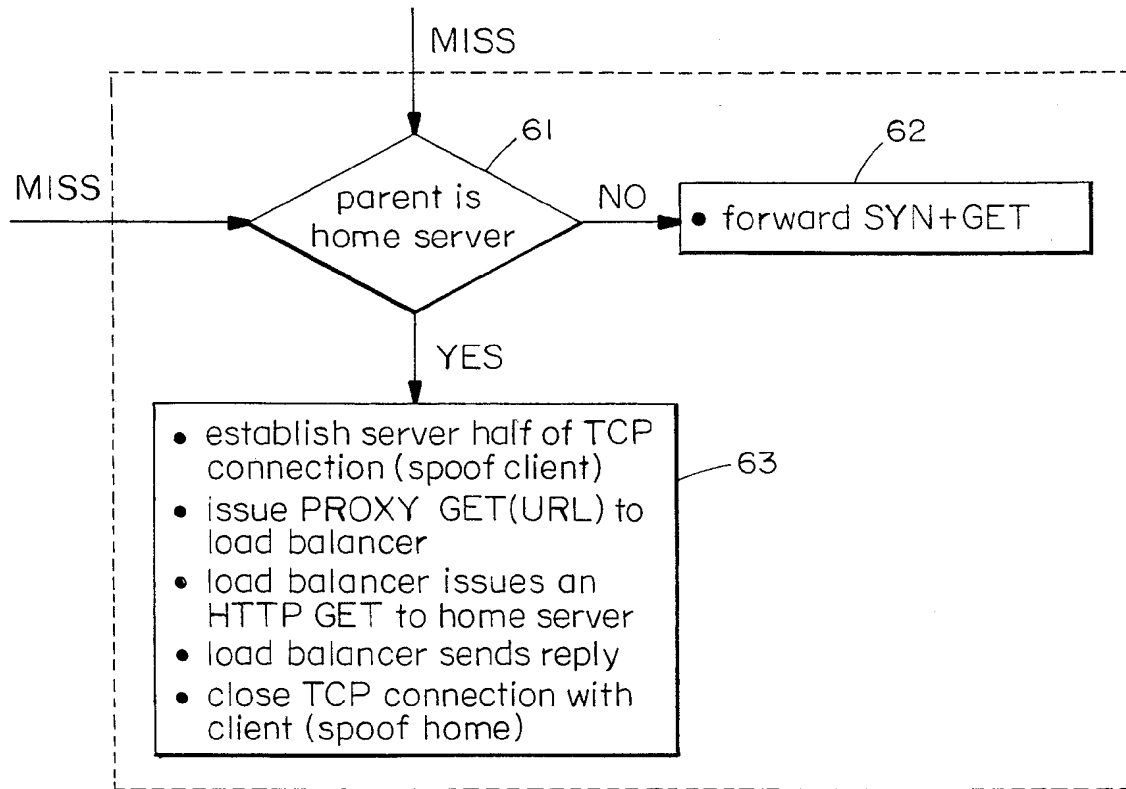 MISS
61
62
MISS
parent is
home server
NO
• forward SYN+GET
YES
• establish server half of TCP
connection (spoof client)
63
• issue PROXY GET(URL) to
load balancer
• load balancer issues an
HTTP GET to home server
• load balancer sends reply
• close TCP connection with
client (spoof home)